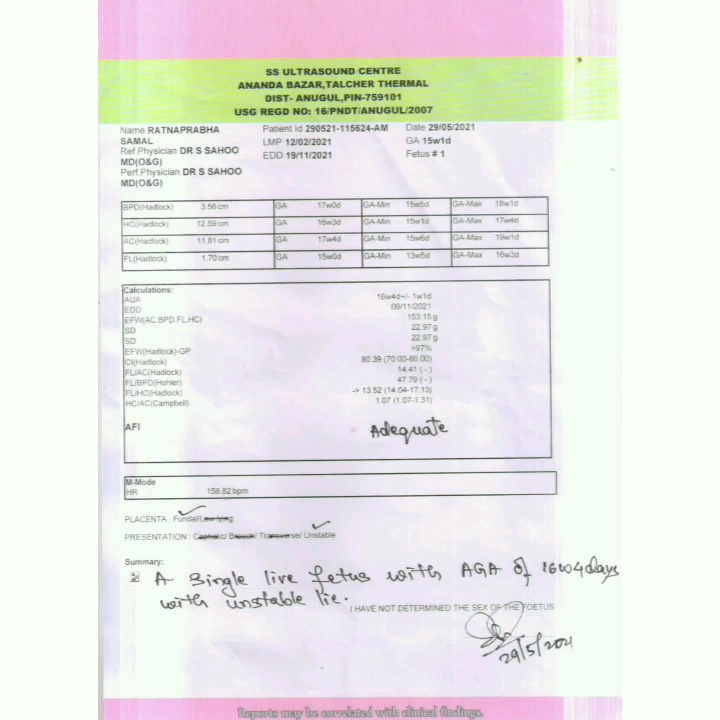 SS ULTRASOUND CENTRE
ANANDA BAZAR,TALCHER THERMAL
DIST- ANUGUL,PIN-759101
USG REGD NO: 16/PNDT/ANUGUL/2007
Name RATNAPRABHA SAMAL
Ref.Physician DR S SAHOO MD(O&G)
Perf.Physician DR S SAHOO MD(O&G)
Patient Id 290521-115624-AM
LMP 12/02/2021
EDD 19/11/2021
Date 29/05/2021
GA 15w1d
Fetus # 1
BPD(Hadlock) 3.56 cm GA 17w0d GA-Min 15w5d GA-Max 18w1d
HC(Hadlock) 12.59 cm GA 16w3d GA-Min 15w1d GA-Max 17w4d
AC(Hadlock) 11.81 cm GA 17w4d GA-Min 15w6d GA-Max 19w1d
FL(Hadlock) 1.70 cm GA 15w0d GA-Min 13w5d GA-Max 16w3d
Calculations:
AUA 16w4d+/- 1w1d
EDD 09/11/2021
EFW(AC.BPD.FL.HC) 153.15 g
SD 22.97 g
SD 22.97 g
EFW(Hadlock)-GP >97%
CI(Hadlock) 80.39 (70.00-86.00)
FL/AC(Hadlock) 14.41 ( - )
FL/BPD(Hohler) 47.79 ( - )
FL/HC(Hadlock) -> 13.52 (14.04-17.13)
HC/AC(Campbell) 1.07 (1.07-1.31)
AFI Adequate
M-Mode
HR 158.82 bpm
PLACENTA : Fundal/Low lying.
PRESENTATION : Cephalic/ Breech/ Transverse/ Unstable
Summary:
A single live fetus with AGA of 16w4days
with unstable lie.
I HAVE NOT DETERMINED THE SEX OF THE FOETUS
29/5/2021
Reports may be correlated with clinical findings.